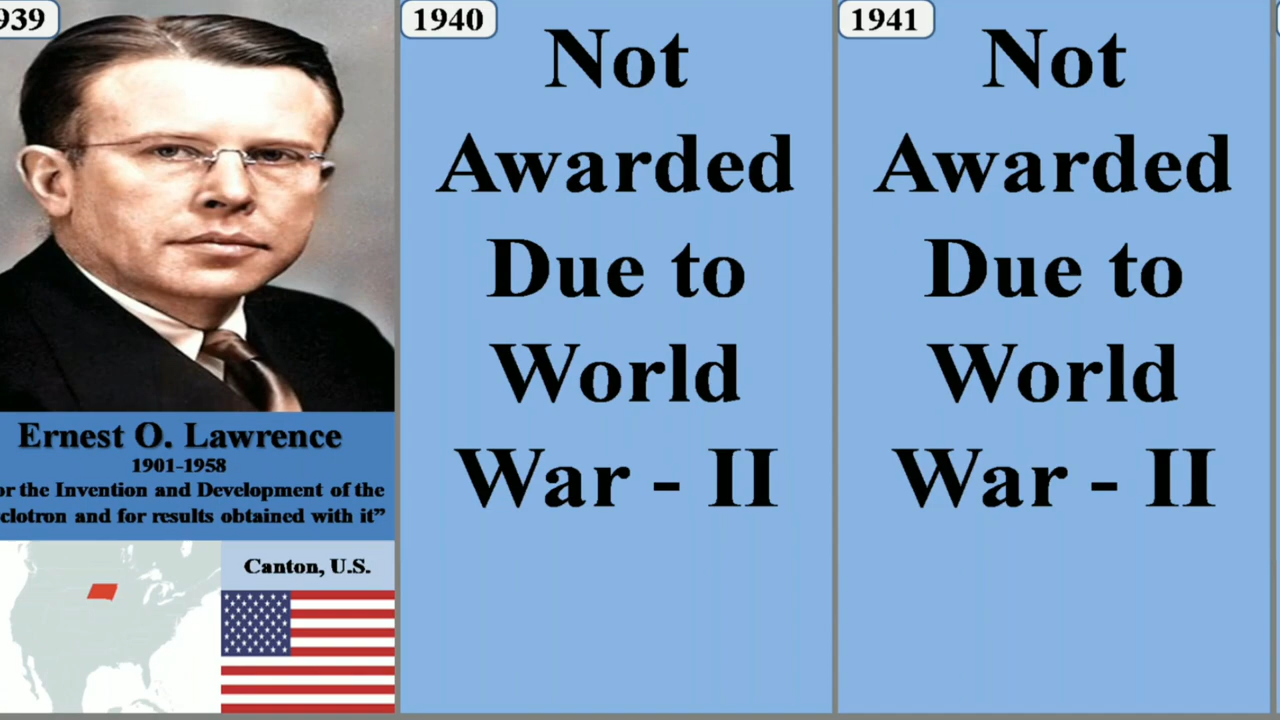 939
Ernest O. Lawrence
1901-1958
or the Invention and Development of the
clotron and for results obtained with it”
Canton, U.S.
1940
Not
Awarded
Due to
World
War - II
1941
Not
Awarded
Due to
World
War - II